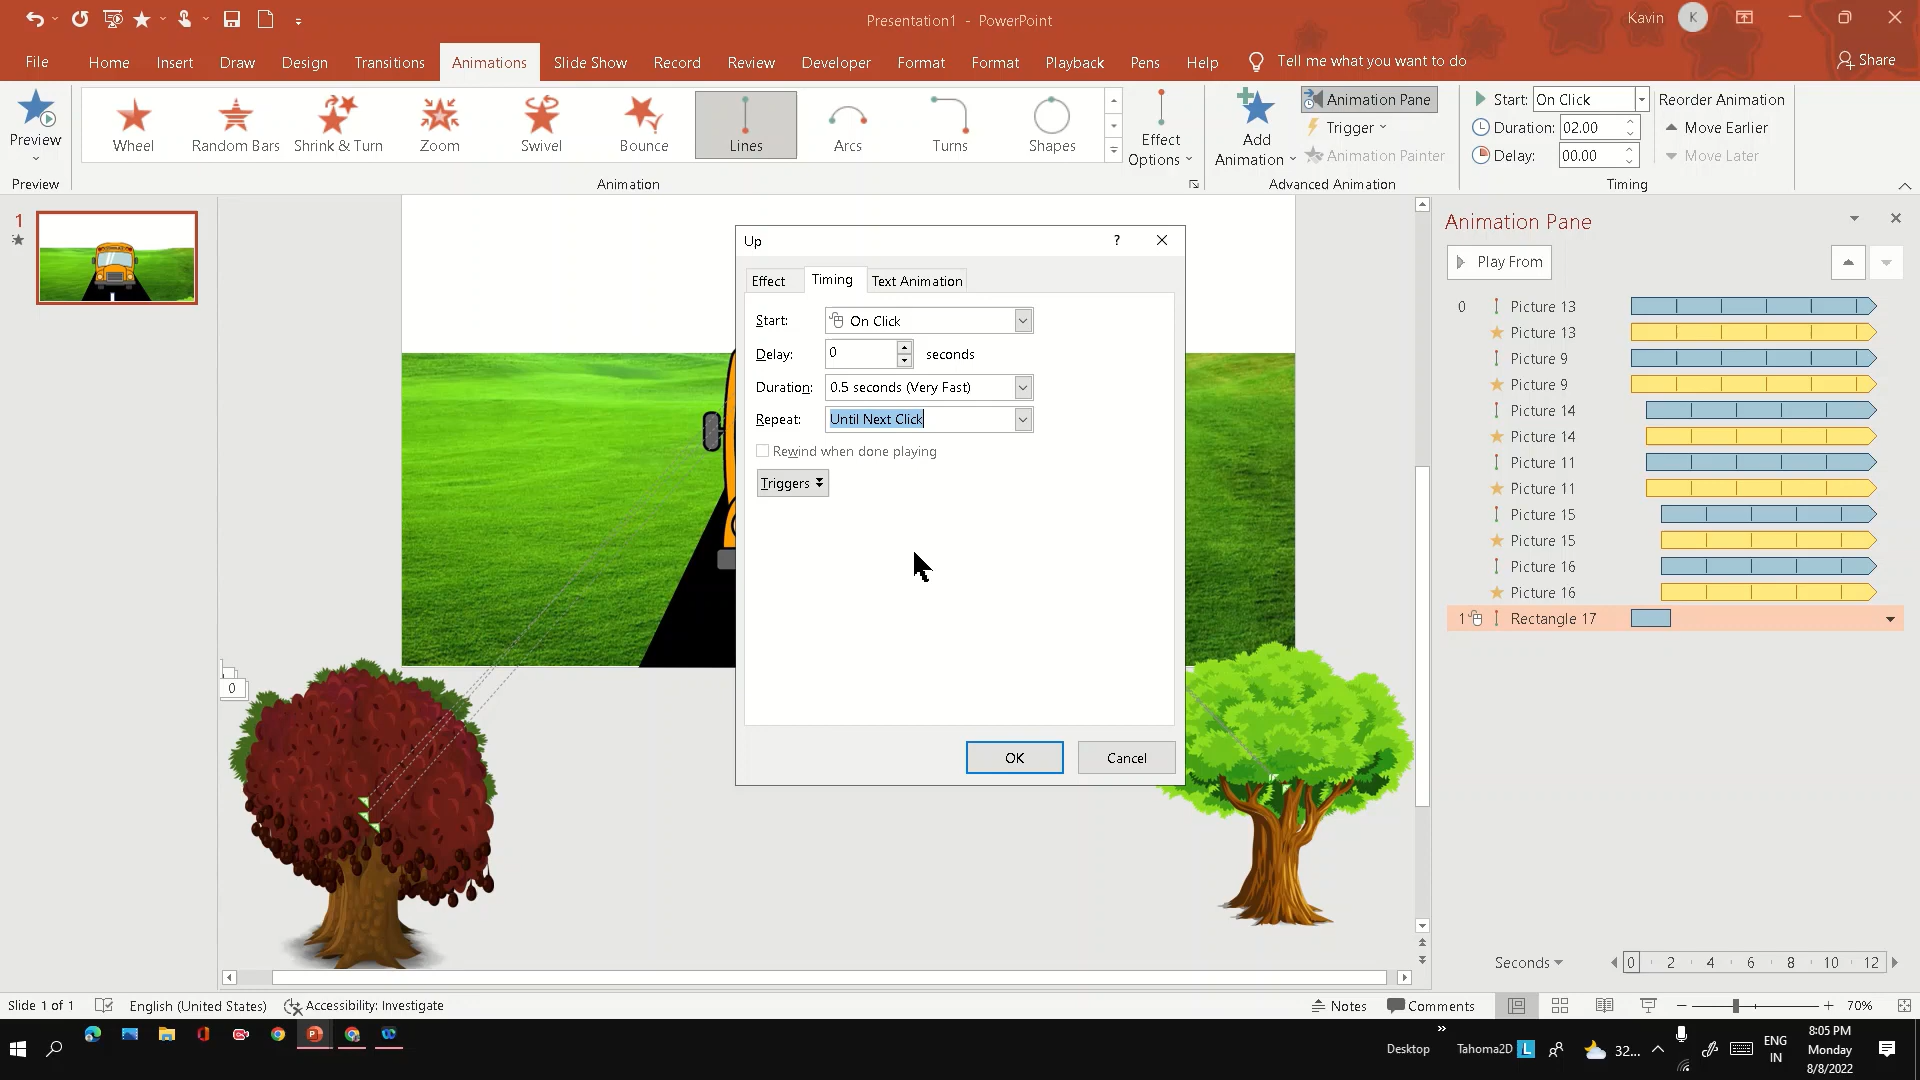 Presentation1 - PowerPoint
Kavin
K
File
Home
Insert
Draw
Design
Transitions
Animations
Slide Show
Record
Review
View
Developer
Format
Format
Playback
Pens
Help
Tell me what you want to do
Share
Preview
Wheel
Random Bars
Shrink & Turn
Zoom
Swivel
Bounce
Lines
Arcs
Turns
Shapes
Effect
Options
Add
Animation
Animation Pane
Trigger
Animation Painter
Start: On Click
Duration: 02.00
Delay: 00.00
Reorder Animation
Move Earlier
Move Later
Preview
Animation
Advanced Animation
Timing
1
0
Up
?
Effect
Timing
Text Animation
Start: On Click
Delay: 0 seconds
Duration: 0.5 seconds (Very Fast)
Repeat: Until Next Click
Rewind when done playing
Triggers
OK
Cancel
Animation Pane
Play From
0 Picture 13
Picture 13
Picture 9
Picture 9
Picture 14
Picture 14
Picture 11
Picture 11
Picture 15
Picture 15
Picture 16
Picture 16
1 Rectangle 17
Seconds
0 2 4 6 8 10 12
Slide 1 of 1
English (United States)
Accessibility: Investigate
Notes
Comments
70%
Desktop
Tahoma2D
L
32...
ENG
IN
8:05 PM
Monday
8/8/2022